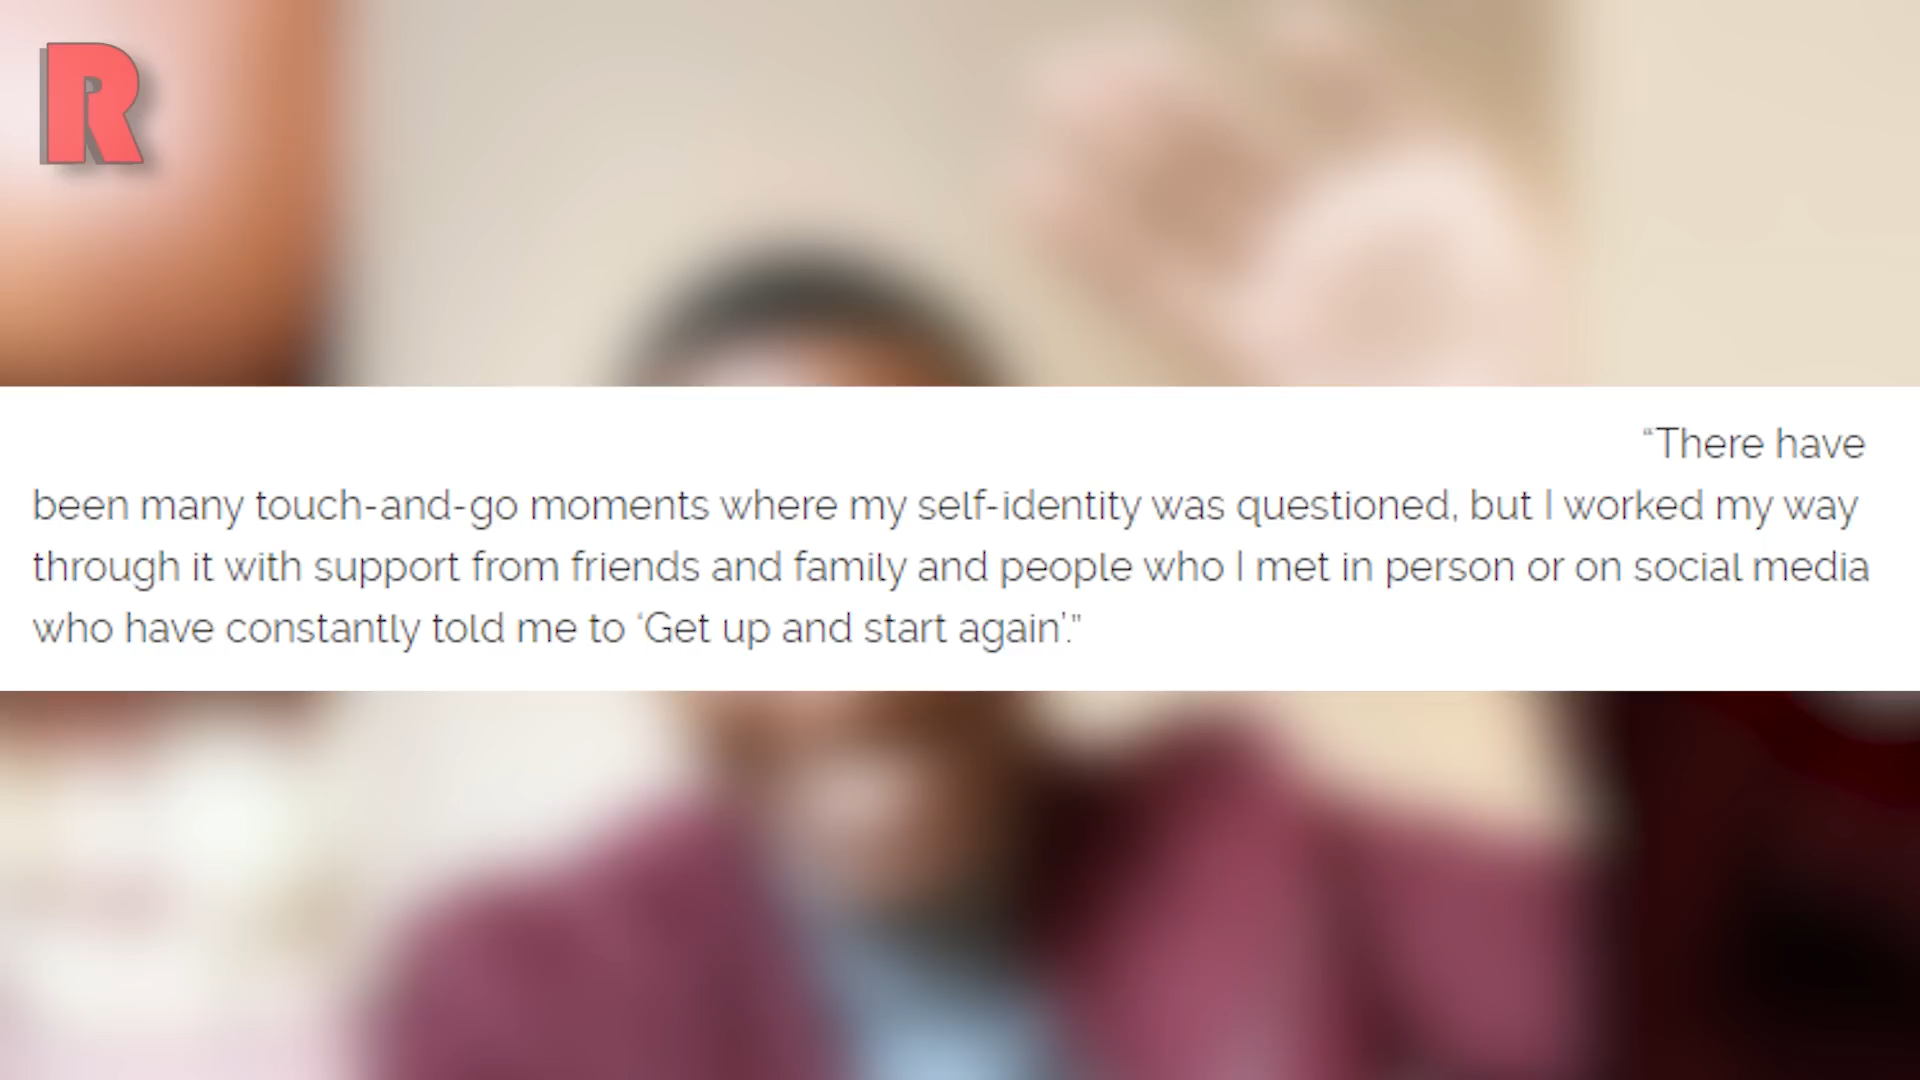 R
“There have
been many touch-and-go moments where my self-identity was questioned, but I worked my way
through it with support from friends and family and people who I met in person or on social media
who have constantly told me to ‘Get up and start again’.”